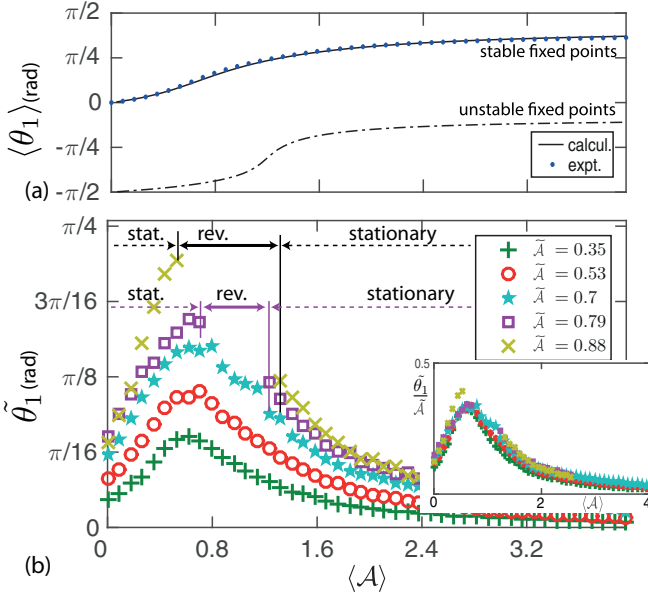 π/2
π/4
0
-π/4
-π/2
⟨θ₁⟩(rad)
stable fixed points
unstable fixed points
calcul.
expt.
(a)
π/4
3π/16
π/8
π/16
0
θ̃₁(rad)
stat.
rev.
stationary
stat.
rev.
stationary
Ã = 0.35
Ã = 0.53
Ã = 0.7
Ã = 0.79
Ã = 0.88
0.5
θ̃₁/Ã
0
0
2
4
⟨A⟩
0
0.8
1.6
2.4
3.2
(b)
⟨A⟩